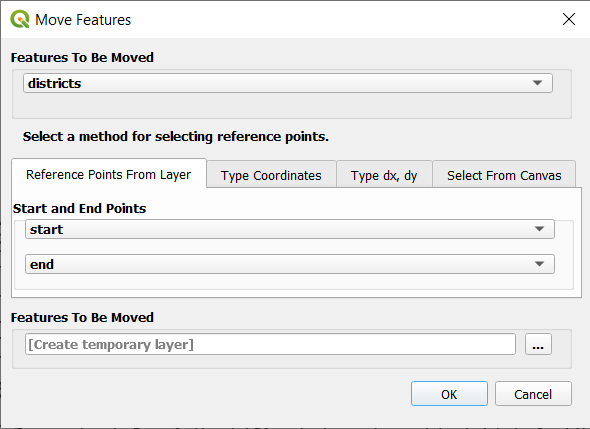 Move Features
Features To Be Moved
districts
Select a method for selecting reference points.
Reference Points From Layer Type Coordinates Type dx, dy Select From Canvas
Start and End Points
start
end
Features To Be Moved
[Create temporary layer] ...
OK Cancel